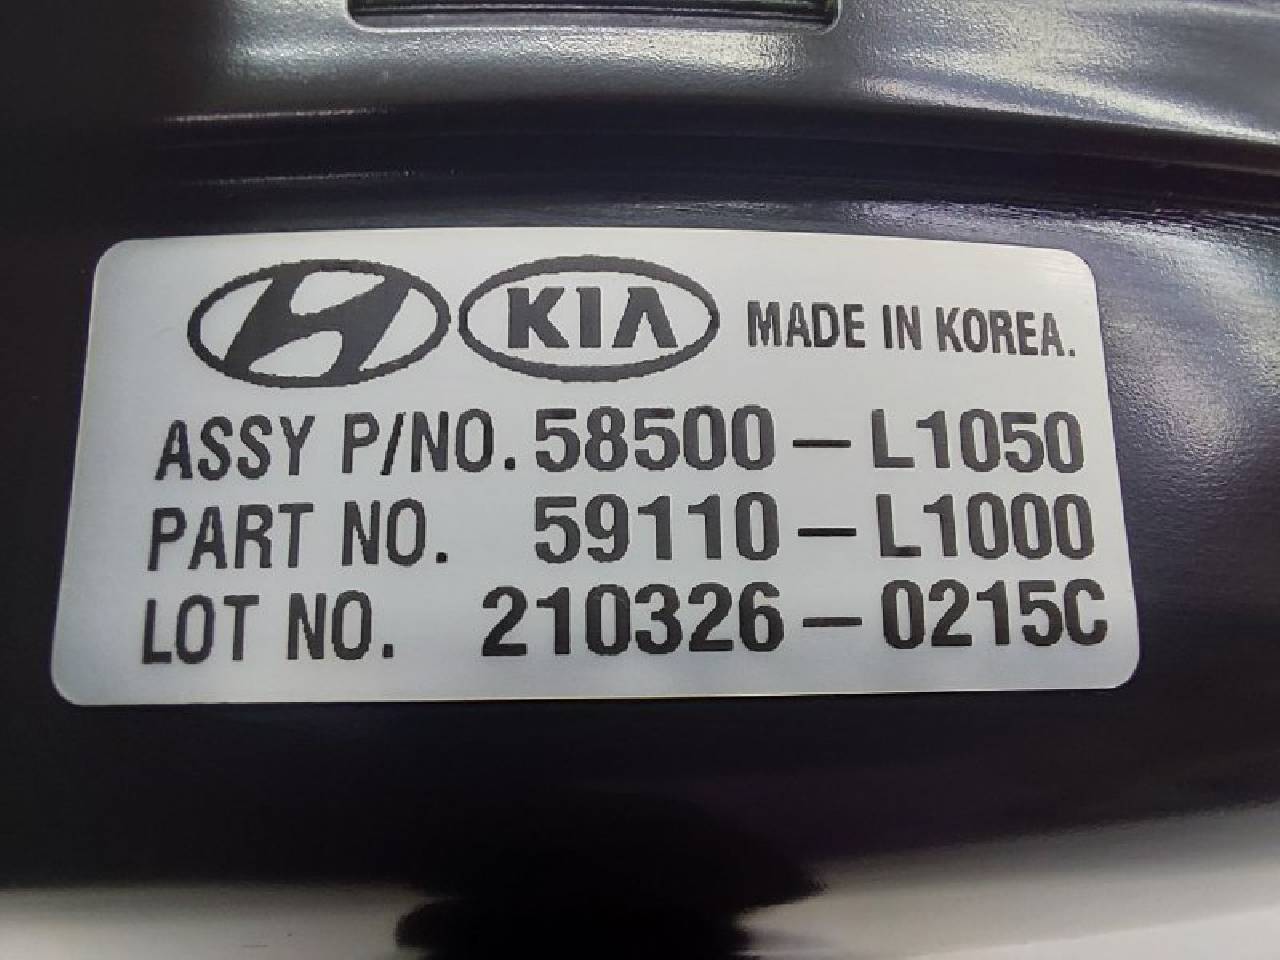 KIA MADE IN KOREA.
ASSY P/NO. 58500-L1050
PART NO. 59110-L1000
LOT NO. 210326-0215C